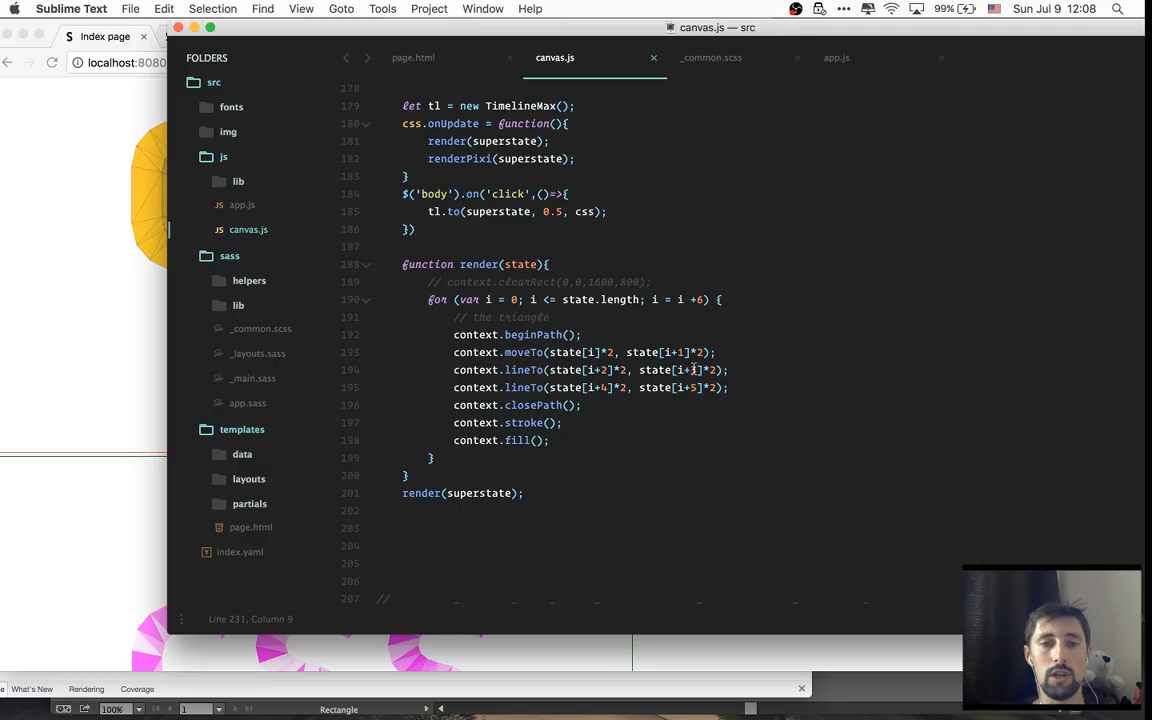 Sublime Text File Edit Selection Find View Goto Tools Project Window Help 99% Sun Jul 9 12:08
canvas.js — src
Index page
localhost:8080
FOLDERS
src
fonts
img
js
lib
app.js
canvas.js
sass
helpers
lib
_common.scss
_layouts.sass
_main.sass
app.sass
templates
data
layouts
partials
page.html
index.yaml
page.html canvas.js _common.scss app.js
178
179 let tl = new TimelineMax();
180 css.onUpdate = function(){
181 render(superstate);
182 renderPixi(superstate);
183 }
184 $('body').on('click',()=>{
185 tl.to(superstate, 0.5, css);
186 })
187
188 function render(state){
189 // context.clearRect(0,0,1600,800);
190 for (var i = 0; i <= state.length; i = i +6) {
191 // the triangle
192 context.beginPath();
193 context.moveTo(state[i]*2, state[i+1]*2);
194 context.lineTo(state[i+2]*2, state[i+3]*2);
195 context.lineTo(state[i+4]*2, state[i+5]*2);
196 context.closePath();
197 context.stroke();
198 context.fill();
199 }
200 }
201 render(superstate);
202
203
204
205
206
207 // _ _ _ _ _ _ _
Line 231, Column 9
What's New Rendering Coverage
100% 1 Rectangle